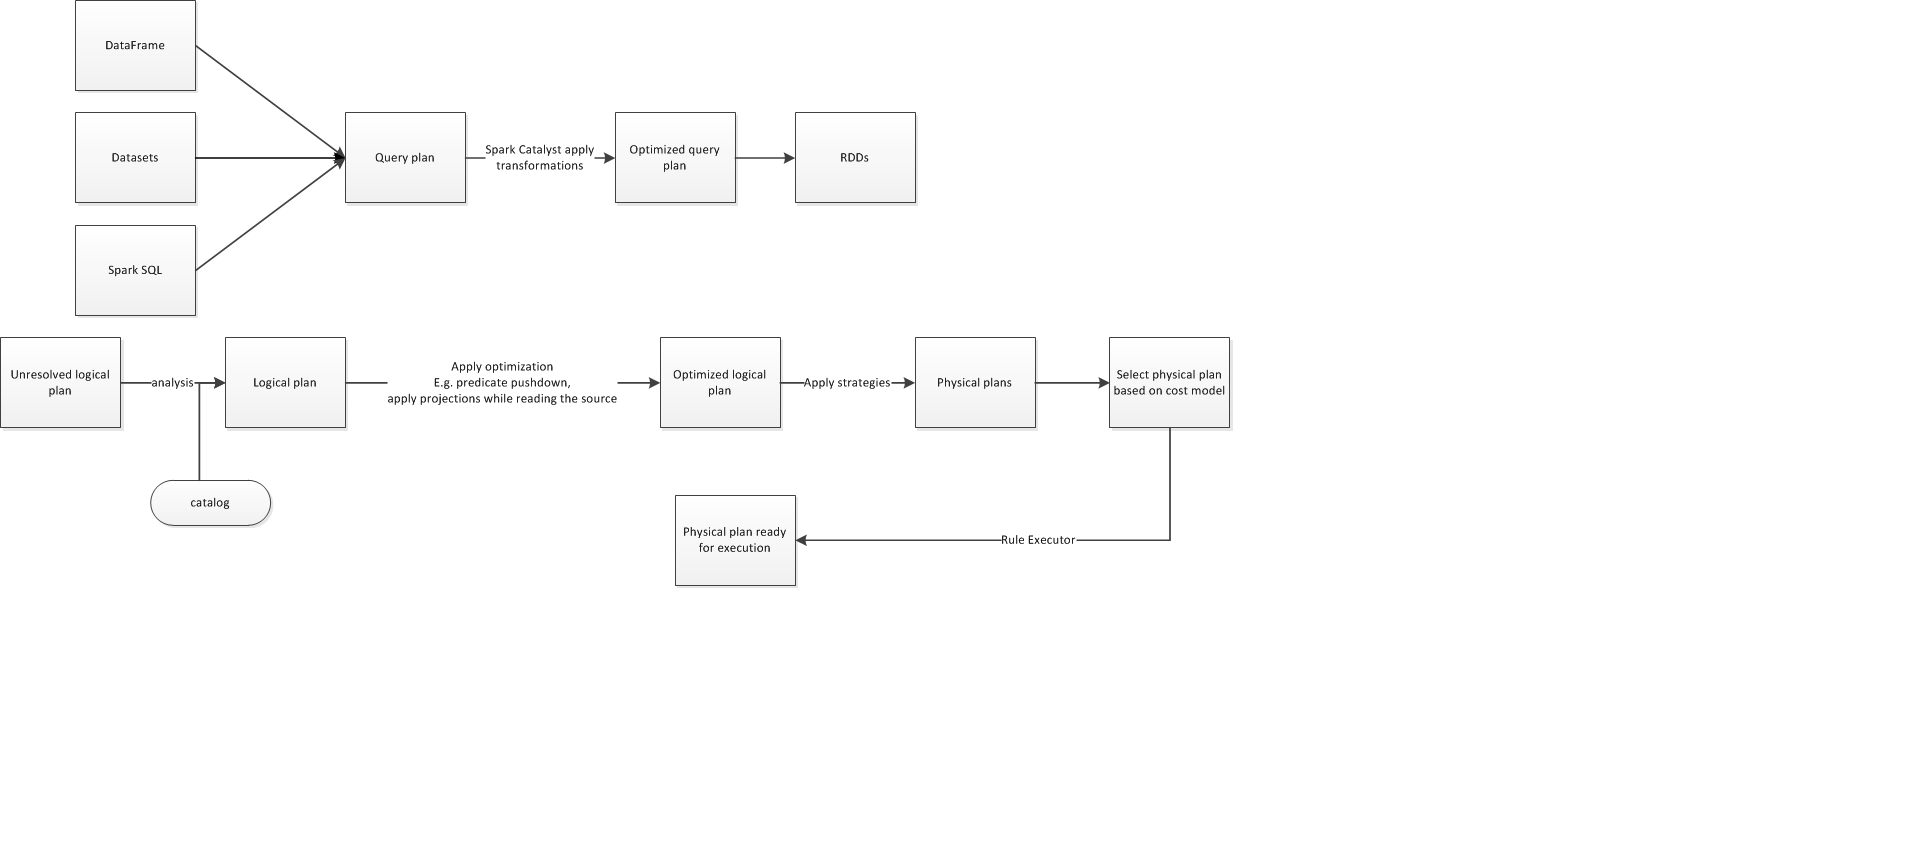 DataFrame
Datasets
Query plan
Spark Catalyst apply
transformations
Optimized query
plan
RDDs
Spark SQL
Unresolved logical
plan
analysis
Logical plan
Apply optimization
E.g. predicate pushdown,
apply projections while reading the source
Optimized logical
plan
Apply strategies
Physical plans
Select physical plan
based on cost model
catalog
Physical plan ready
for execution
Rule Executor